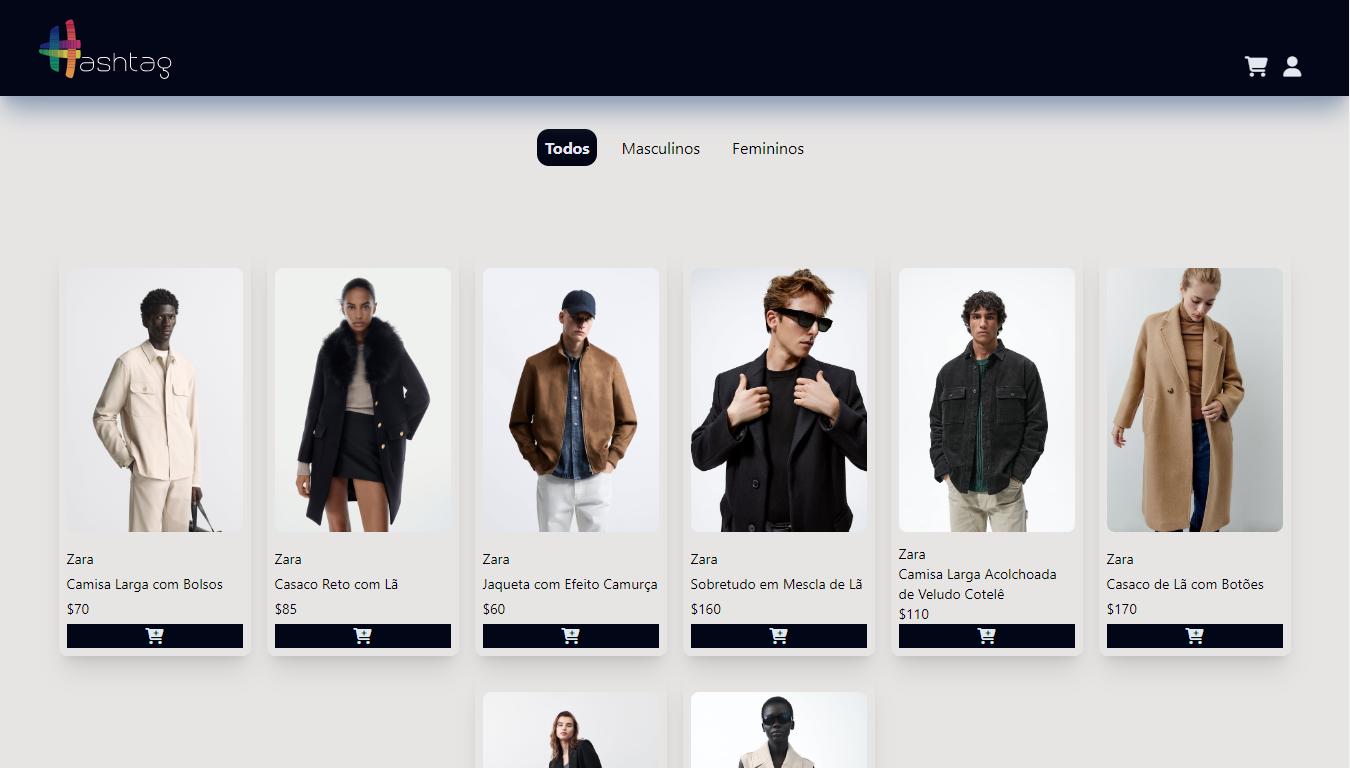 Hashtag
Todos
Masculinos
Femininos
Zara
Camisa Larga com Bolsos
$70
Zara
Casaco Reto com Lã
$85
Zara
Jaqueta com Efeito Camurça
$60
Zara
Sobretudo em Mescla de Lã
$160
Zara
Camisa Larga Acolchoada
de Veludo Cotelê
$110
Zara
Casaco de Lã com Botões
$170